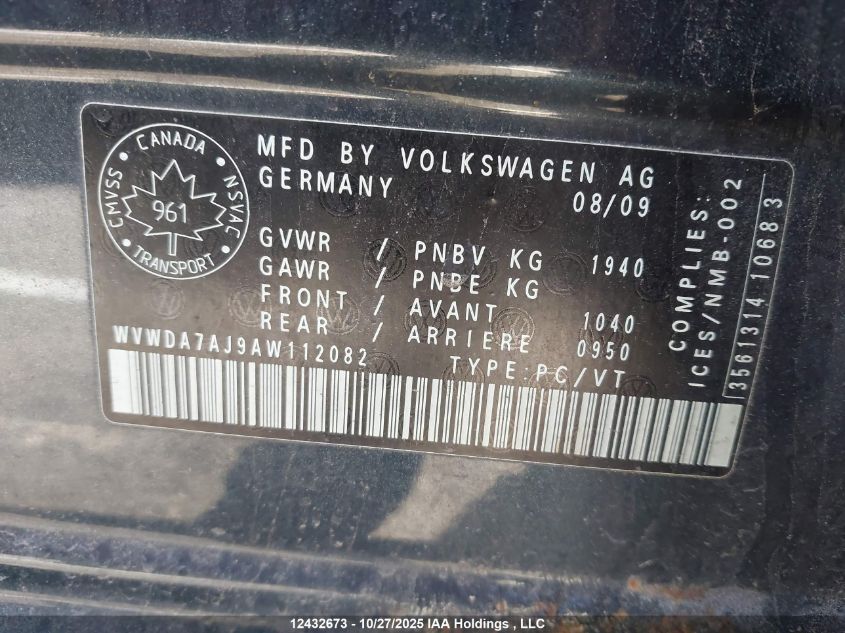 CANADA
CMVSS
NSVAC
961
TRANSPORT
MFD BY VOLKSWAGEN AG
GERMANY 08/09
GVWR / PNBV KG 1940
GAWR / PNBE KG
FRONT / AVANT 1040
REAR / ARRIERE 0950
WVWDA7AJ9AW112082 TYPE:PC/VT
COMPLIES:
ICES/NMB-002
3561314 10683
12432673 - 10/27/2025 IAA Holdings , LLC